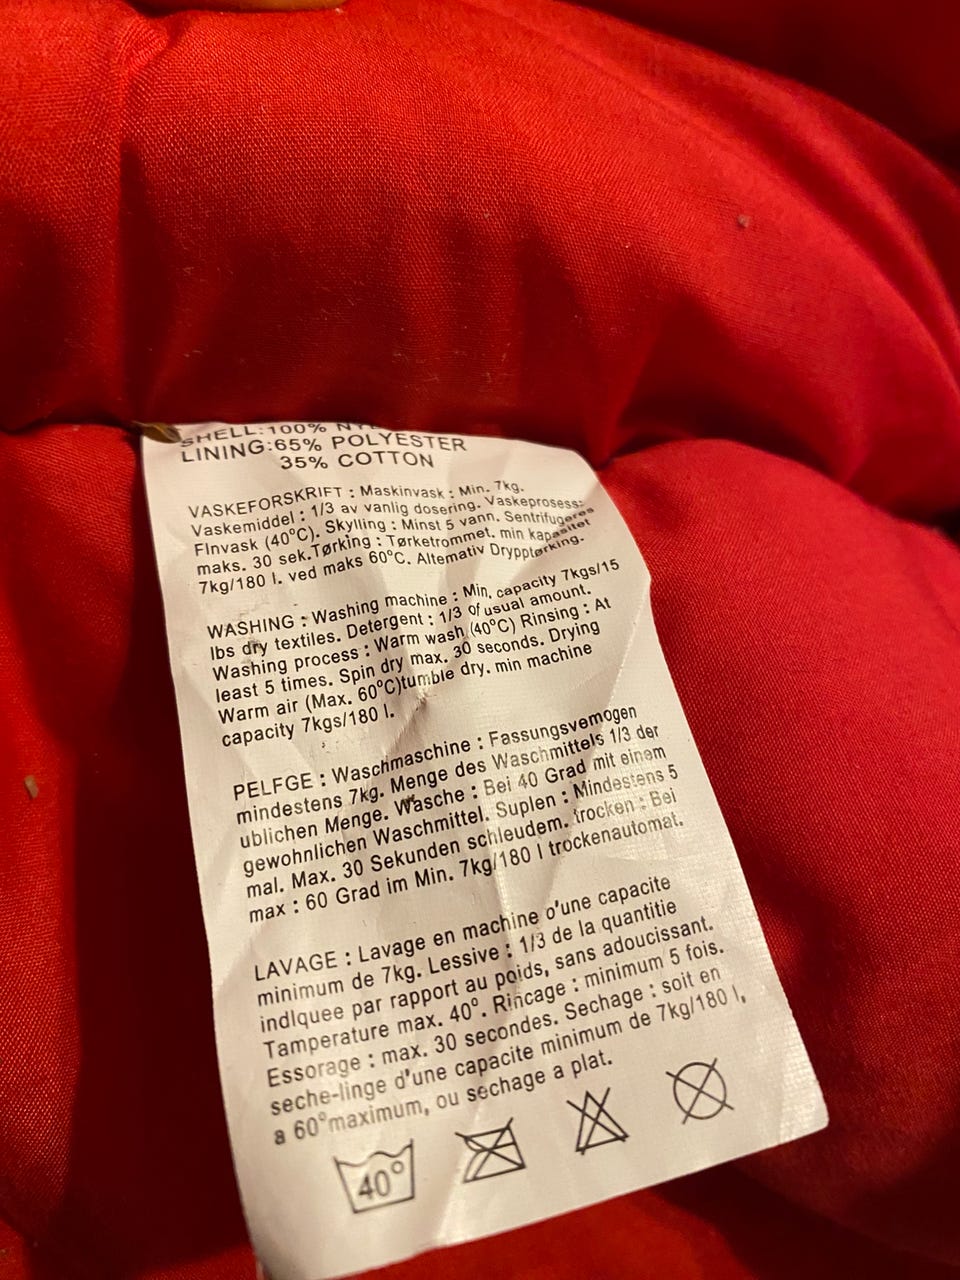 SHELL:100%
LINING:65% POLYESTER
35% COTTON
VASKEFORSKRIFT : Maskinvask : Min. 7kg.
Vaskemiddel : 1/3 av vanlig dosering. Vaskeprosess:
FInvask (40°C). Skylling : Minst 5 vann. Sentrifugeres
maks. 30 sek.Tørking : Tørketrommet. min kapasitet
7kg/180 l. ved maks 60°C. Alternativ Drypptørking.
WASHING : Washing machine : Min. capacity 7kgs/15
lbs dry textiles. Detergent : 1/3 of usual amount.
Washing process : Warm wash (40°C) Rinsing : At
least 5 times. Spin dry max. 30 seconds. Drying
Warm air (Max. 60°C)tumble dry. min machine
capacity 7kgs/180 l.
PELFGE : Waschmaschine : Fassungsvemogen
mindestens 7kg. Menge des Waschmittels 1/3 der
ublichen Menge. Wasche : Bei 40 Grad mit einem
gewohnlichen Waschmittel. Suplen : Mindestens 5
mal. Max. 30 Sekunden schleudem. trocken : Bei
max : 60 Grad im Min. 7kg/180 l trockenautomat.
LAVAGE : Lavage en machine o'une capacite
minimum de 7kg. Lessive : 1/3 de la quantitie
indlquee par rapport au poids, sans adoucissant.
Tamperature max. 40°. Rincage : minimum 5 fois.
Essorage : max. 30 secondes. Sechage : soit en
seche-linge d'une capacite minimum de 7kg/180 l,
a 60°maximum, ou sechage a plat.
40°